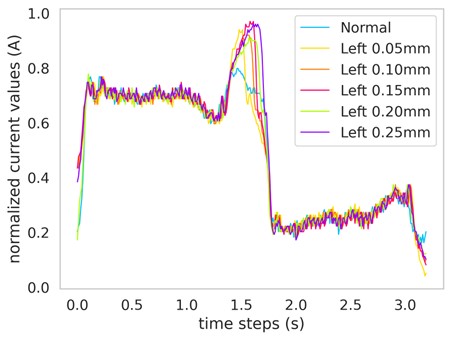 normalized current values (A)
1.0
0.8
0.6
0.4
0.2
0.0
Normal
Left 0.05mm
Left 0.10mm
Left 0.15mm
Left 0.20mm
Left 0.25mm
0.0 0.5 1.0 1.5 2.0 2.5 3.0
time steps (s)